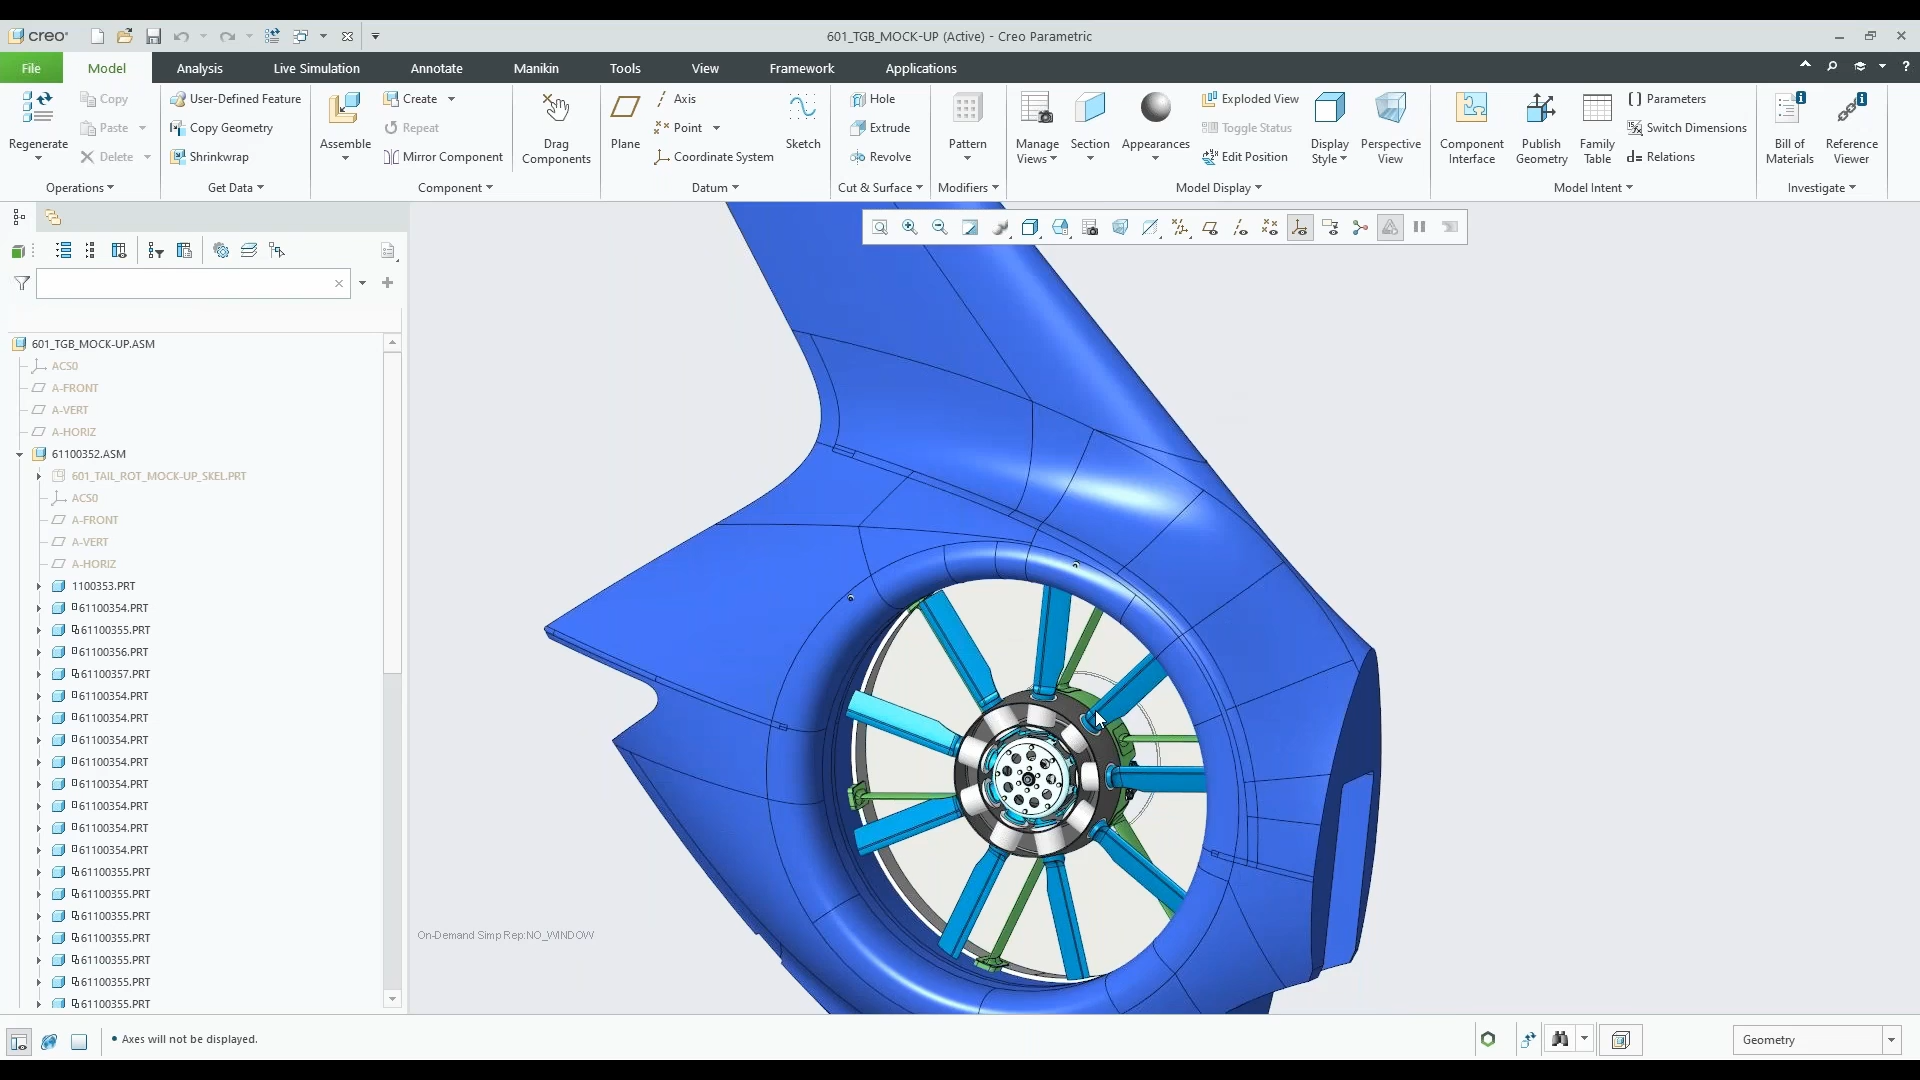 creo
601_TGB_MOCK-UP (Active) - Creo Parametric
File Model Analysis Live Simulation Annotate Manikin Tools View Framework Applications
Regenerate
Copy
Paste
Delete
Operations
User-Defined Feature
Copy Geometry
Shrinkwrap
Get Data
Assemble
Create
Repeat
Mirror Component
Component
Drag
Components
Plane
Axis
Point
Coordinate System
Sketch
Datum
Hole
Extrude
Revolve
Cut & Surface
Pattern
Modifiers
Manage
Views
Section
Appearances
Exploded View
Toggle Status
Edit Position
Display
Style
Perspective
View
Model Display
Component
Interface
Publish
Geometry
Family
Table
Parameters
Switch Dimensions
Relations
Model Intent
Bill of
Materials
Reference
Viewer
Investigate
601_TGB_MOCK-UP.ASM
ACS0
A-FRONT
A-VERT
A-HORIZ
61100352.ASM
601_TAIL_ROT_MOCK-UP_SKEL.PRT
ACS0
A-FRONT
A-VERT
A-HORIZ
1100353.PRT
61100354.PRT
61100355.PRT
61100356.PRT
61100357.PRT
61100354.PRT
61100354.PRT
61100354.PRT
61100354.PRT
61100354.PRT
61100354.PRT
61100354.PRT
61100354.PRT
61100355.PRT
61100355.PRT
61100355.PRT
61100355.PRT
61100355.PRT
61100355.PRT
61100355.PRT
On-Demand Simp Rep:NO_WINDOW
• Axes will not be displayed.
Geometry